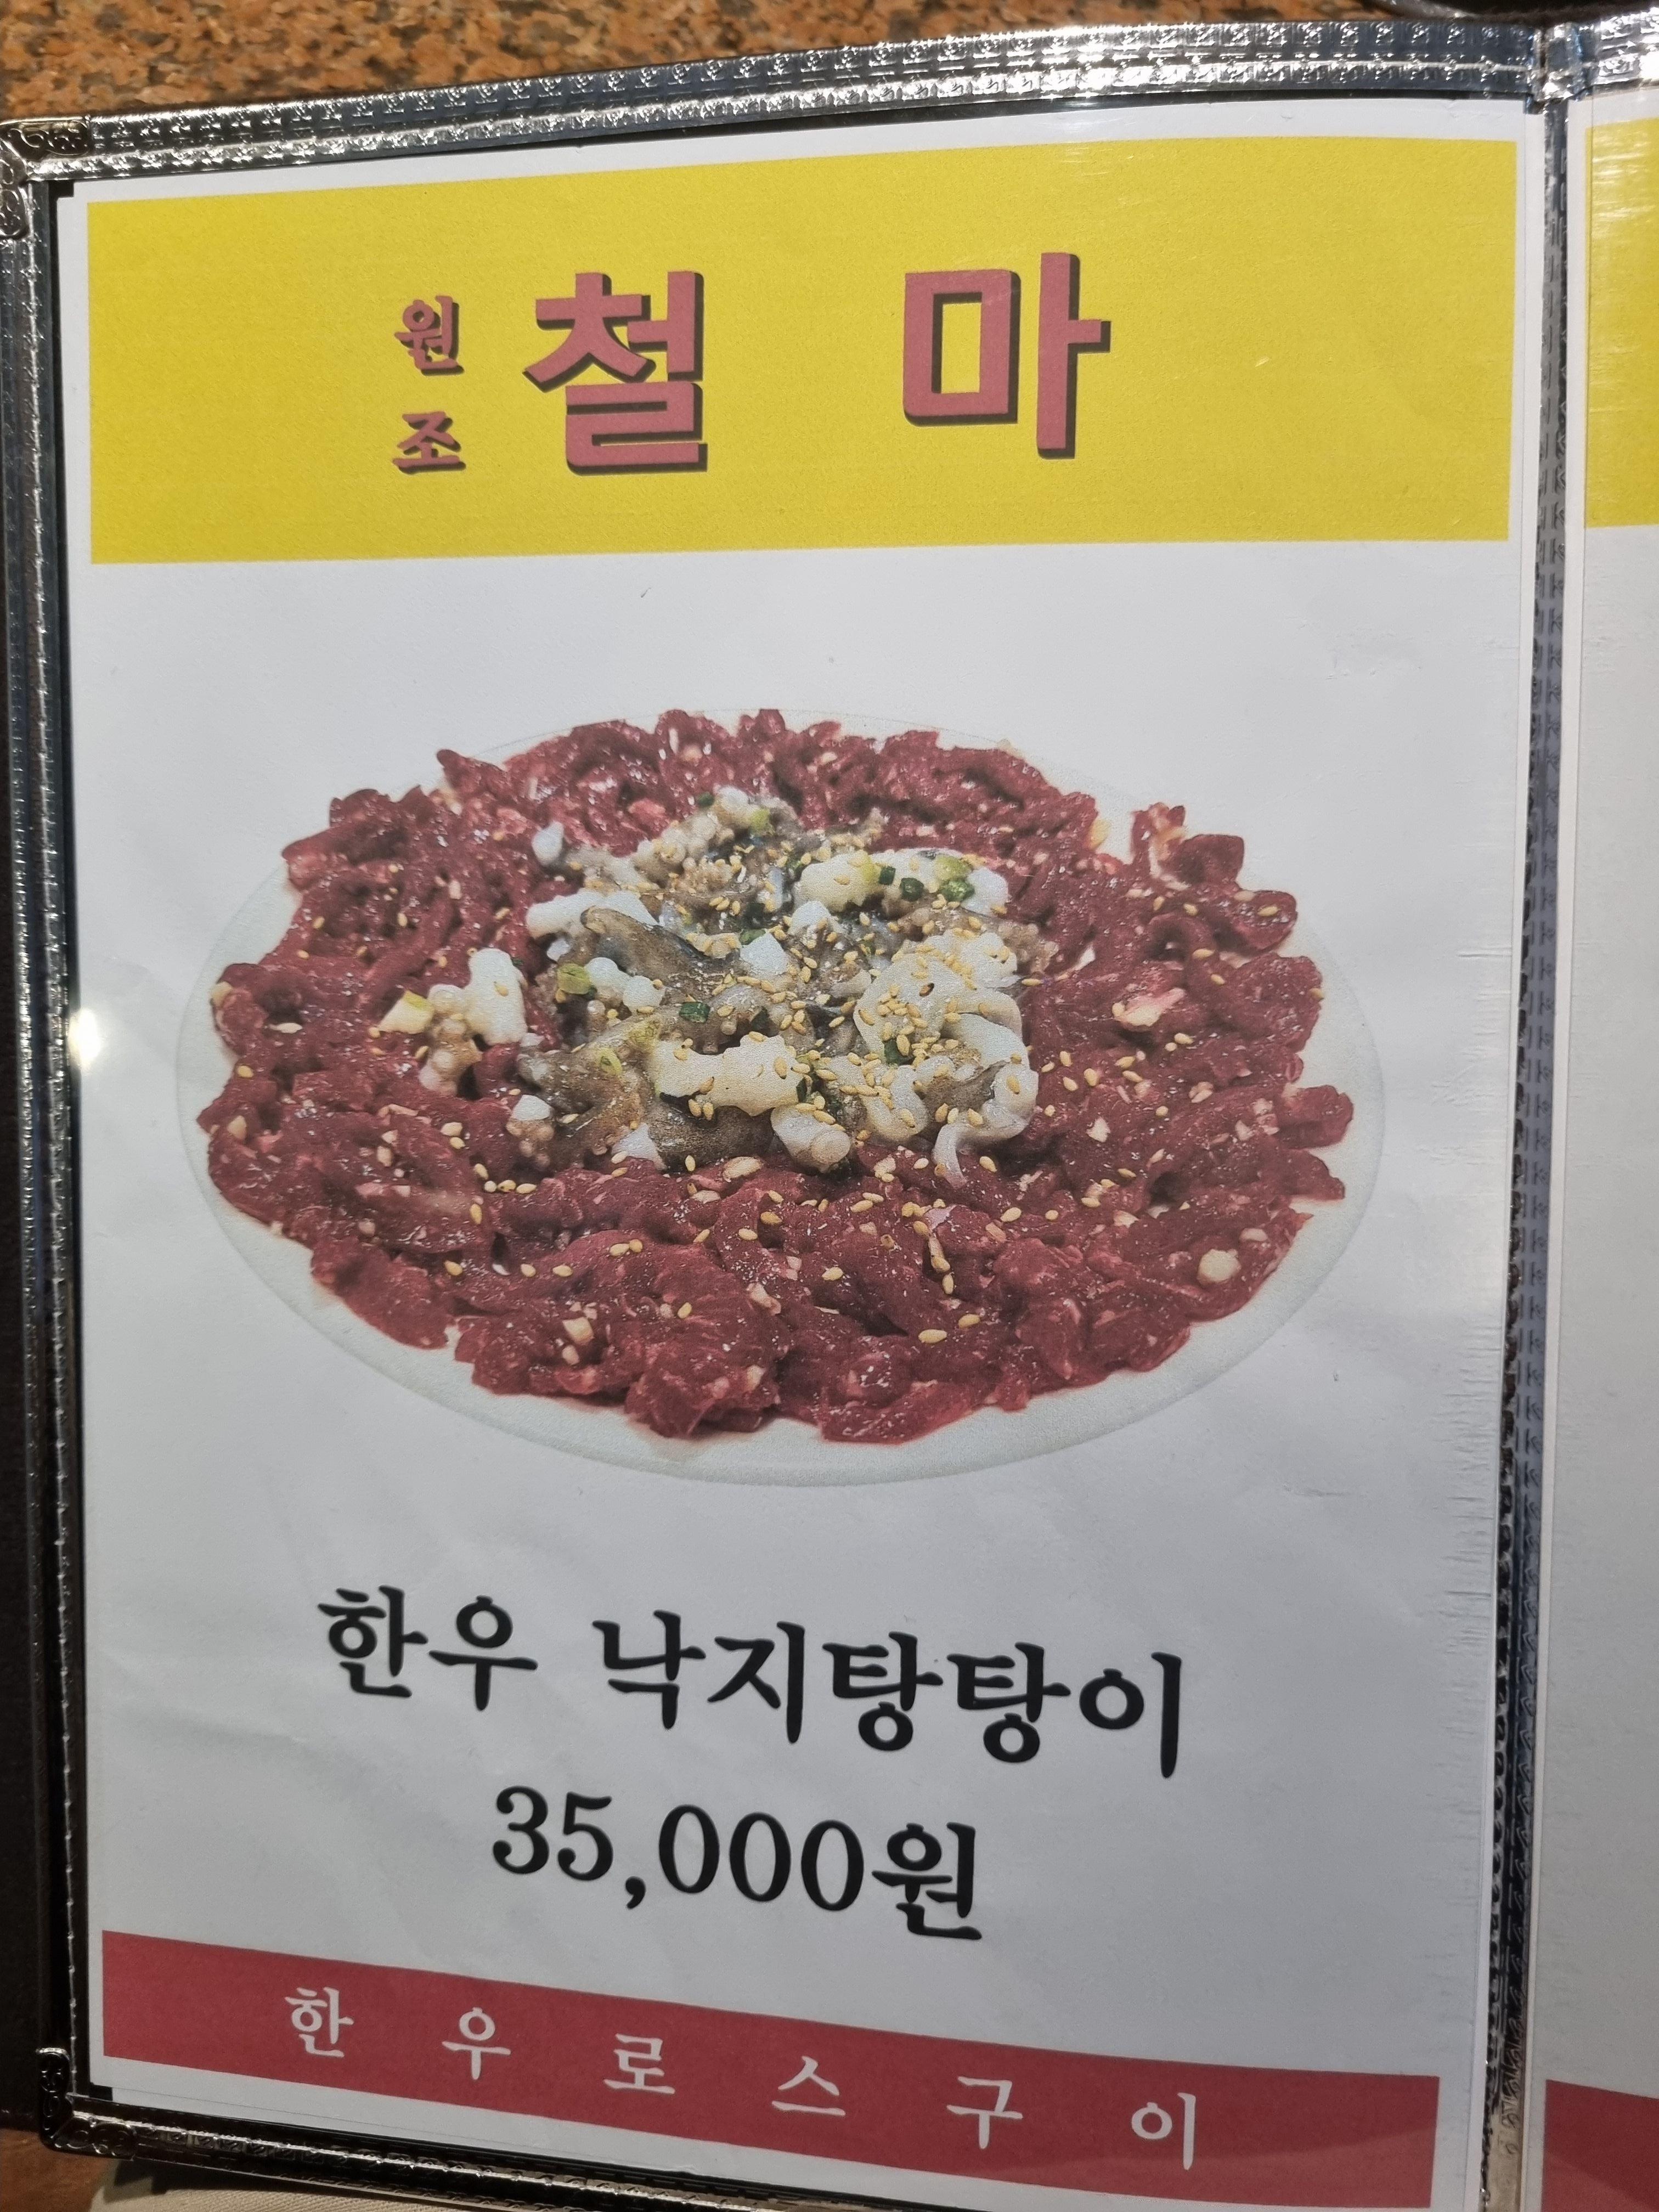 원조 철 마
한우 낙지탕탕이
35,000원
한 우 로 스 구 이